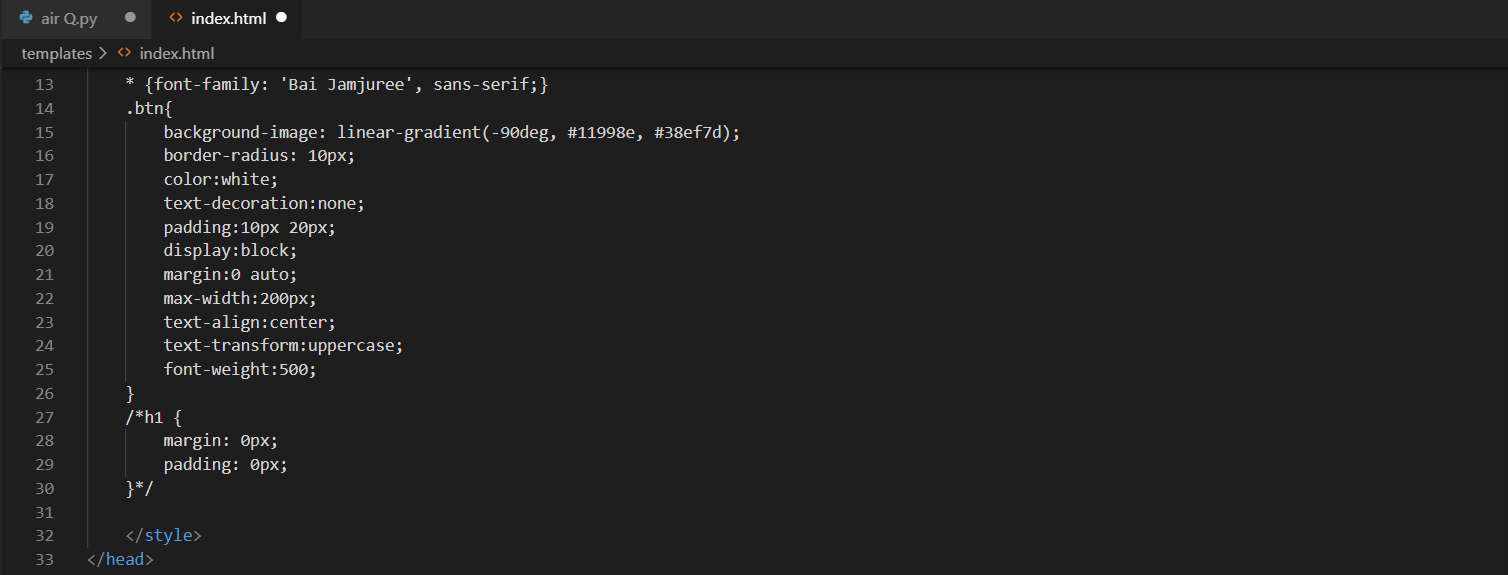 air Q.py index.html
templates > index.html
13 * {font-family: 'Bai Jamjuree', sans-serif;}
14 .btn{
15 background-image: linear-gradient(-90deg, #11998e, #38ef7d);
16 border-radius: 10px;
17 color:white;
18 text-decoration:none;
19 padding:10px 20px;
20 display:block;
21 margin:0 auto;
22 max-width:200px;
23 text-align:center;
24 text-transform:uppercase;
25 font-weight:500;
26 }
27 /*h1 {
28 margin: 0px;
29 padding: 0px;
30 }*/
31
32 </style>
33 </head>